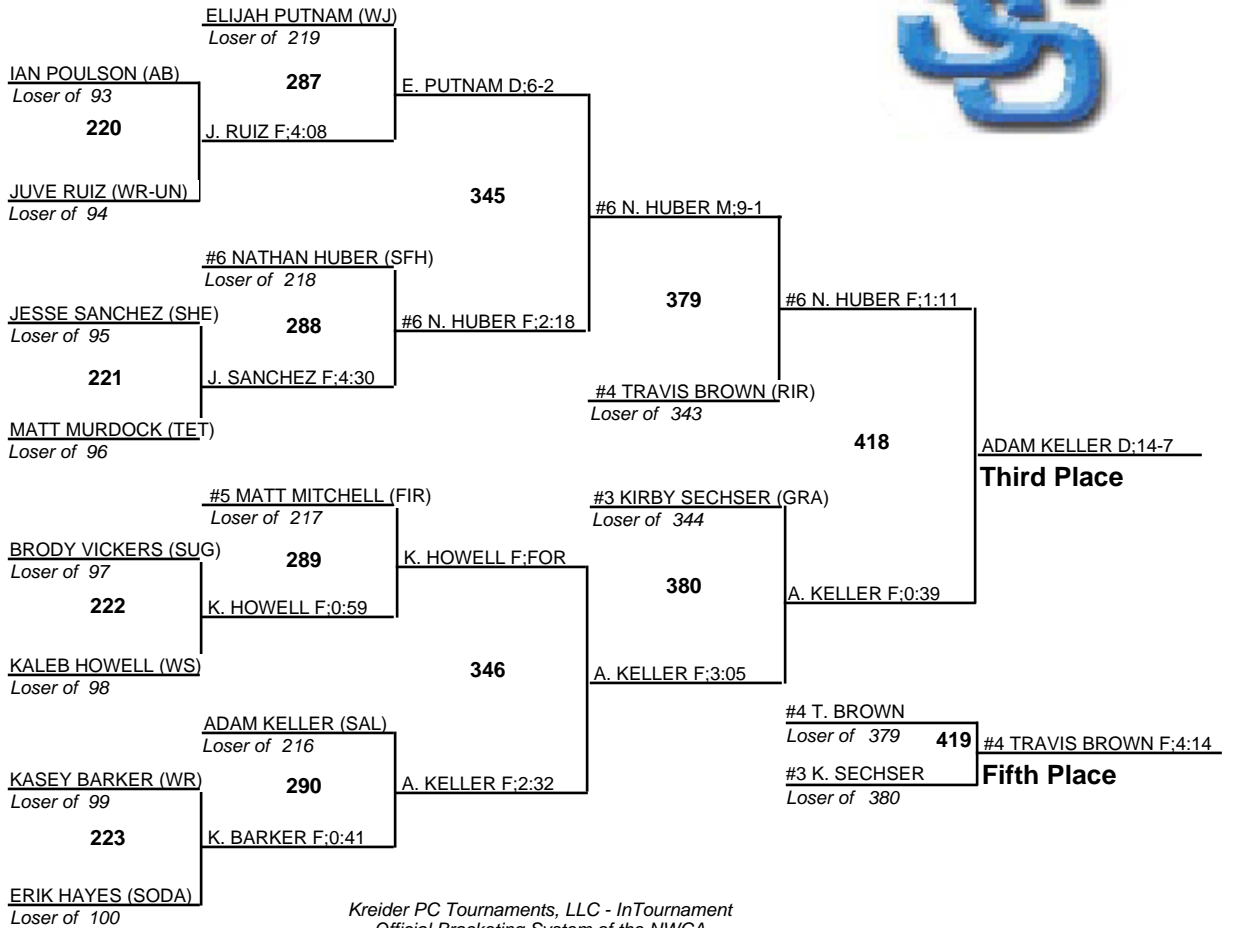 ELIJAH PUTNAM (WJ)
Loser of 219
IAN POULSON (AB)
Loser of 93
287
E. PUTNAM D;6-2
220
J. RUIZ F;4:08
JUVE RUIZ (WR-UN)
Loser of 94
345
#6 N. HUBER M;9-1
#6 NATHAN HUBER (SFH)
Loser of 218
379
#6 N. HUBER F;1:11
JESSE SANCHEZ (SHE)
Loser of 95
288
#6 N. HUBER F;2:18
221
J. SANCHEZ F;4:30
#4 TRAVIS BROWN (RIR)
Loser of 343
MATT MURDOCK (TET)
Loser of 96
418
ADAM KELLER D;14-7
Third Place
#5 MATT MITCHELL (FIR)
Loser of 217
#3 KIRBY SECHSER (GRA)
Loser of 344
BRODY VICKERS (SUG)
Loser of 97
289
K. HOWELL F;FOR
380
A. KELLER F;0:39
222
K. HOWELL F;0:59
KALEB HOWELL (WS)
Loser of 98
346
A. KELLER F;3:05
ADAM KELLER (SAL)
Loser of 216
#4 T. BROWN
Loser of 379
419
#4 TRAVIS BROWN F;4:14
Fifth Place
KASEY BARKER (WR)
Loser of 99
290
A. KELLER F;2:32
#3 K. SECHSER
Loser of 380
223
K. BARKER F;0:41
ERIK HAYES (SODA)
Loser of 100
Kreider PC Tournaments, LLC - InTournament
Official Bracketing System of the NWCA